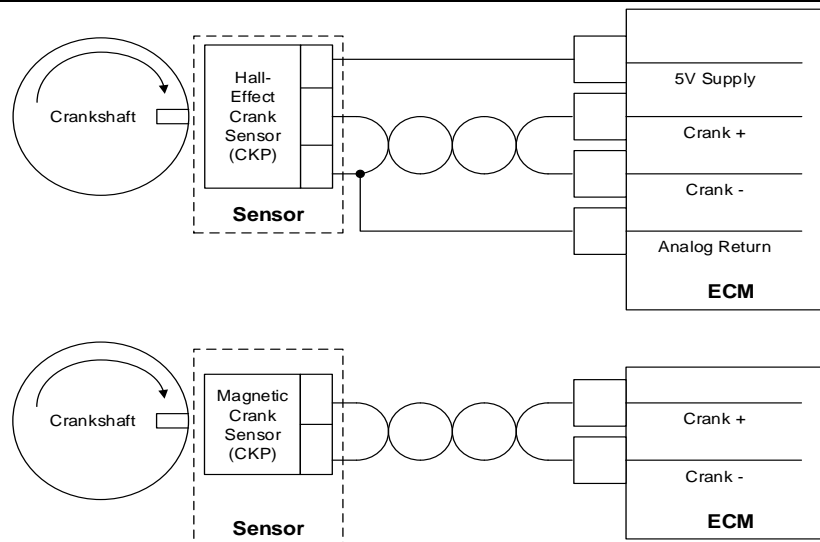 Crankshaft
Hall-
Effect
Crank
Sensor
(CKP)
Sensor
5V Supply
Crank +
Crank -
Analog Return
ECM
Crankshaft
Magnetic
Crank
Sensor
(CKP)
Sensor
Crank +
Crank -
ECM